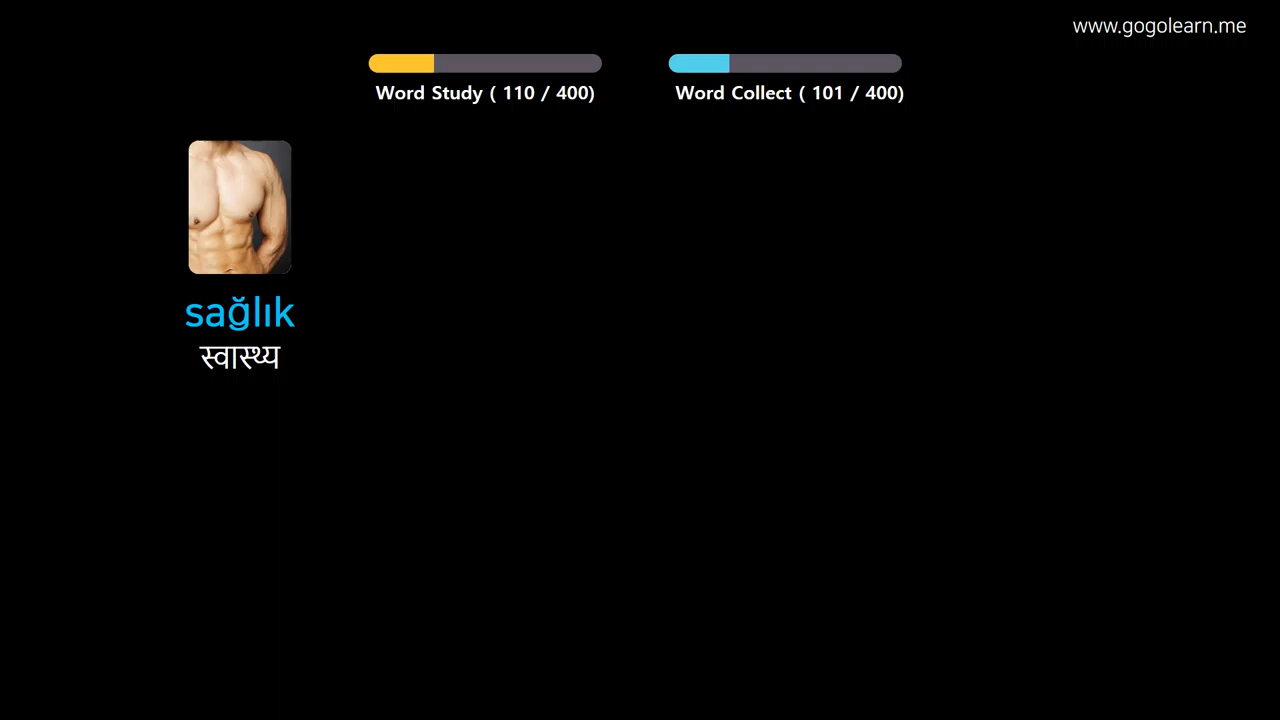 www.gogolearn.me
Word Study ( 110 / 400)
Word Collect ( 101 / 400)
sağlık
स्वास्थ्य